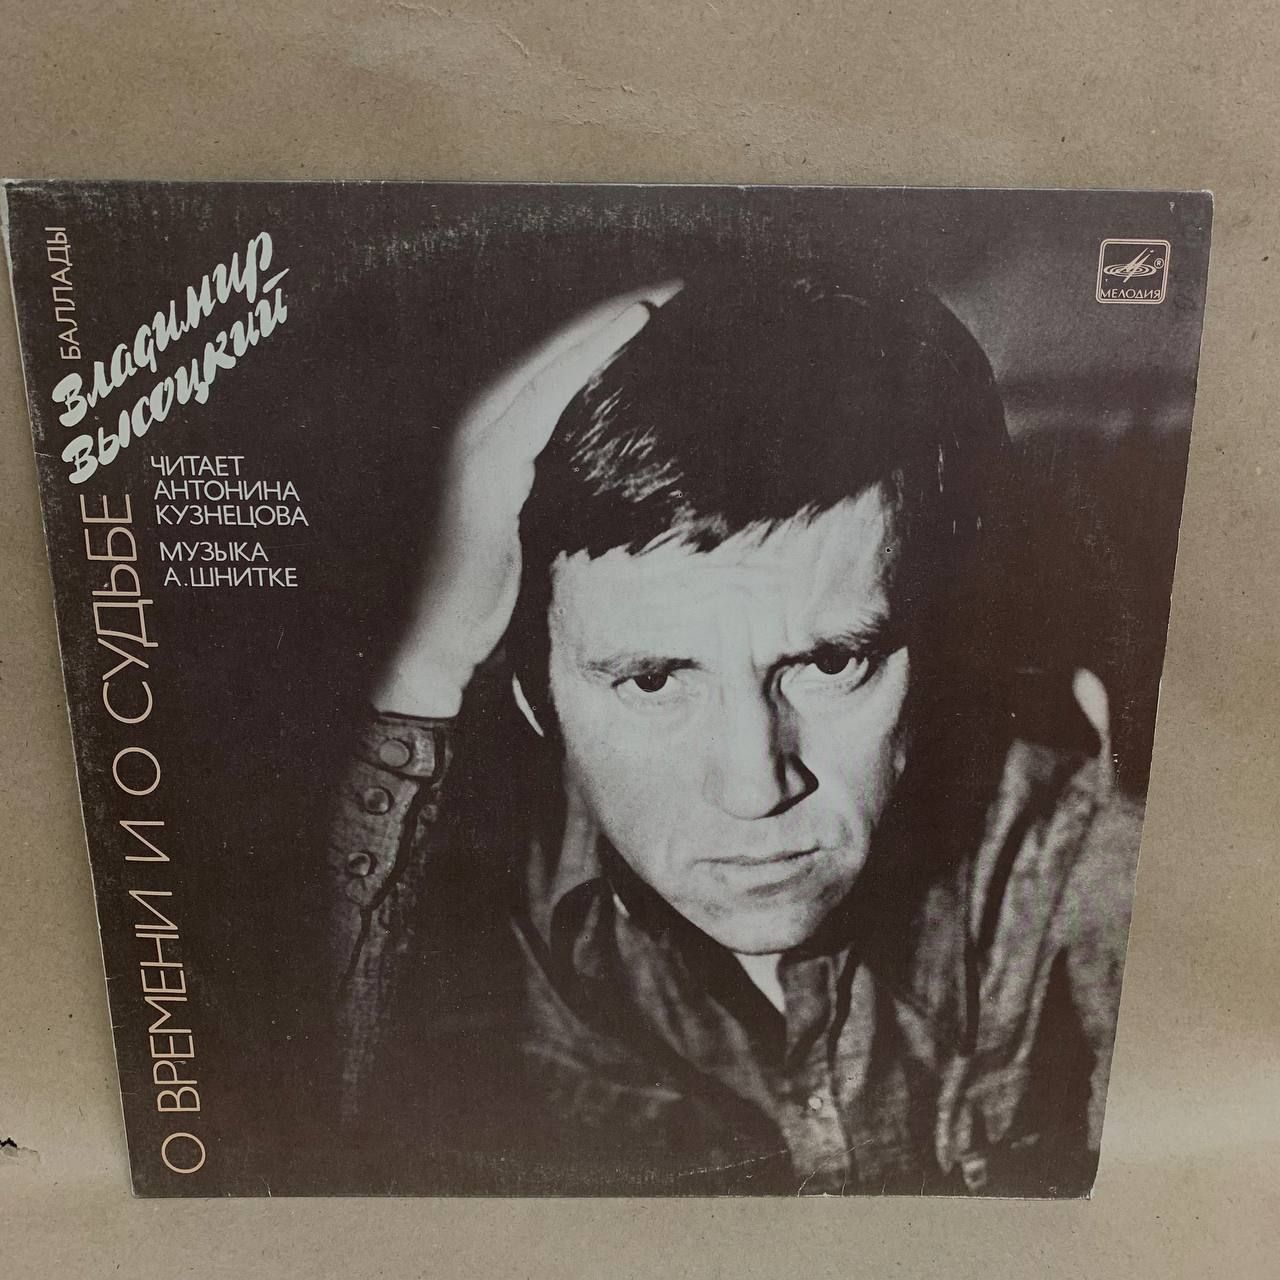 БАЛЛАДЫ
Владимир
Высоцкий
О ВРЕМЕНИ И О СУДЬБЕ
ЧИТАЕТ
АНТОНИНА
КУЗНЕЦОВА
МУЗЫКА
А.ШНИТКЕ
®
МЕЛОДИЯ